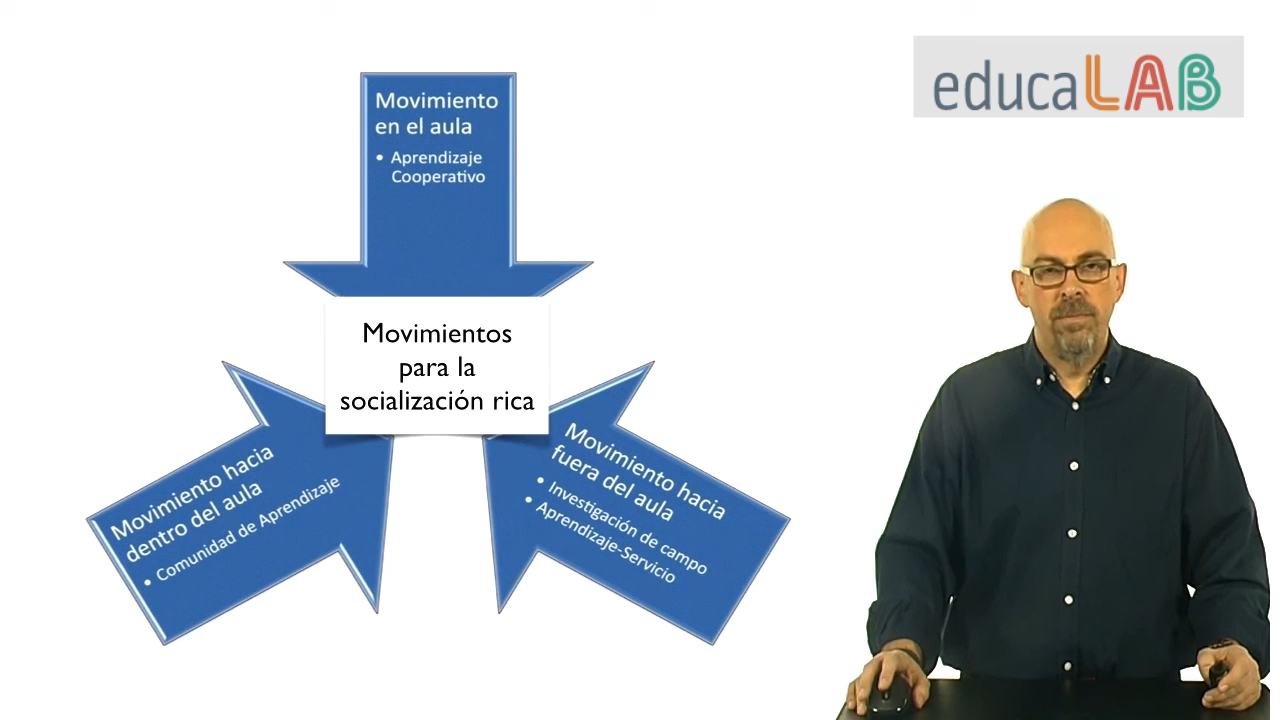 educaLAB
Movimiento
en el aula
• Aprendizaje
Cooperativo
Movimientos
para la
socialización rica
Movimiento hacia
dentro del aula
• Comunidad de Aprendizaje
Movimiento hacia
fuera del aula
• Investigación de campo
• Aprendizaje-Servicio